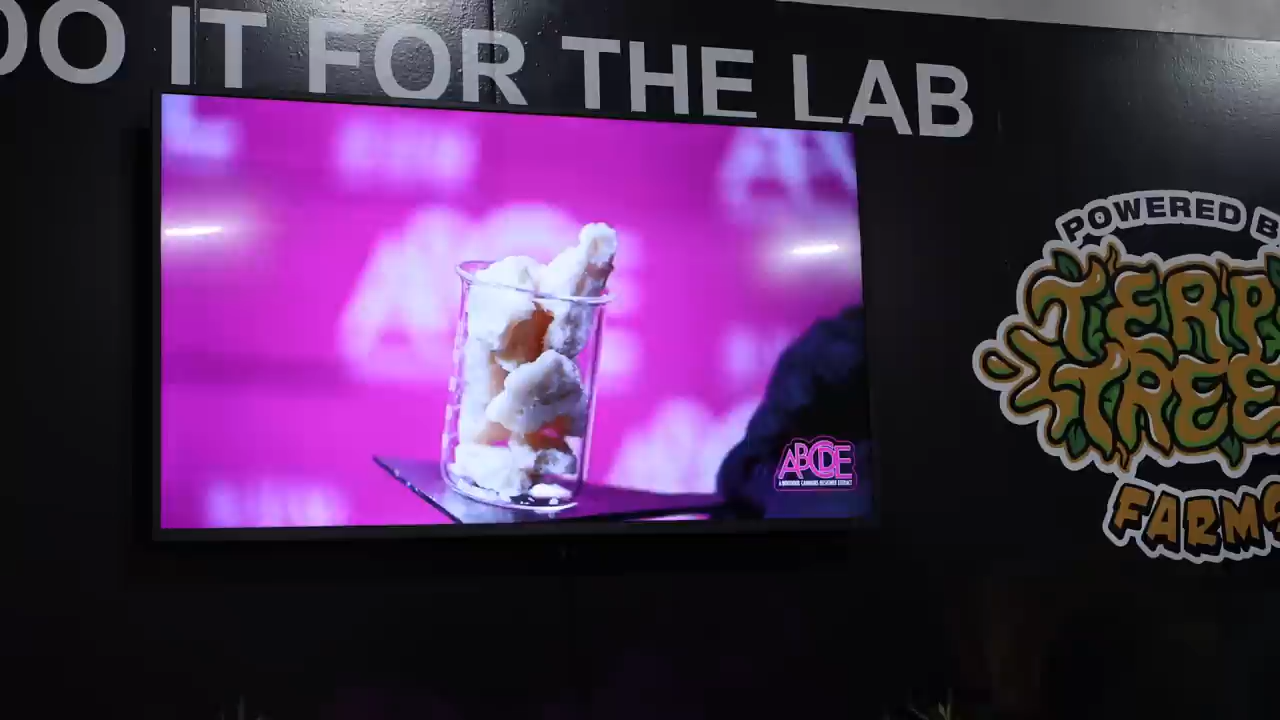 DO IT FOR THE LAB
POWERED B
TERP
TREE
FARMS
ABCDE